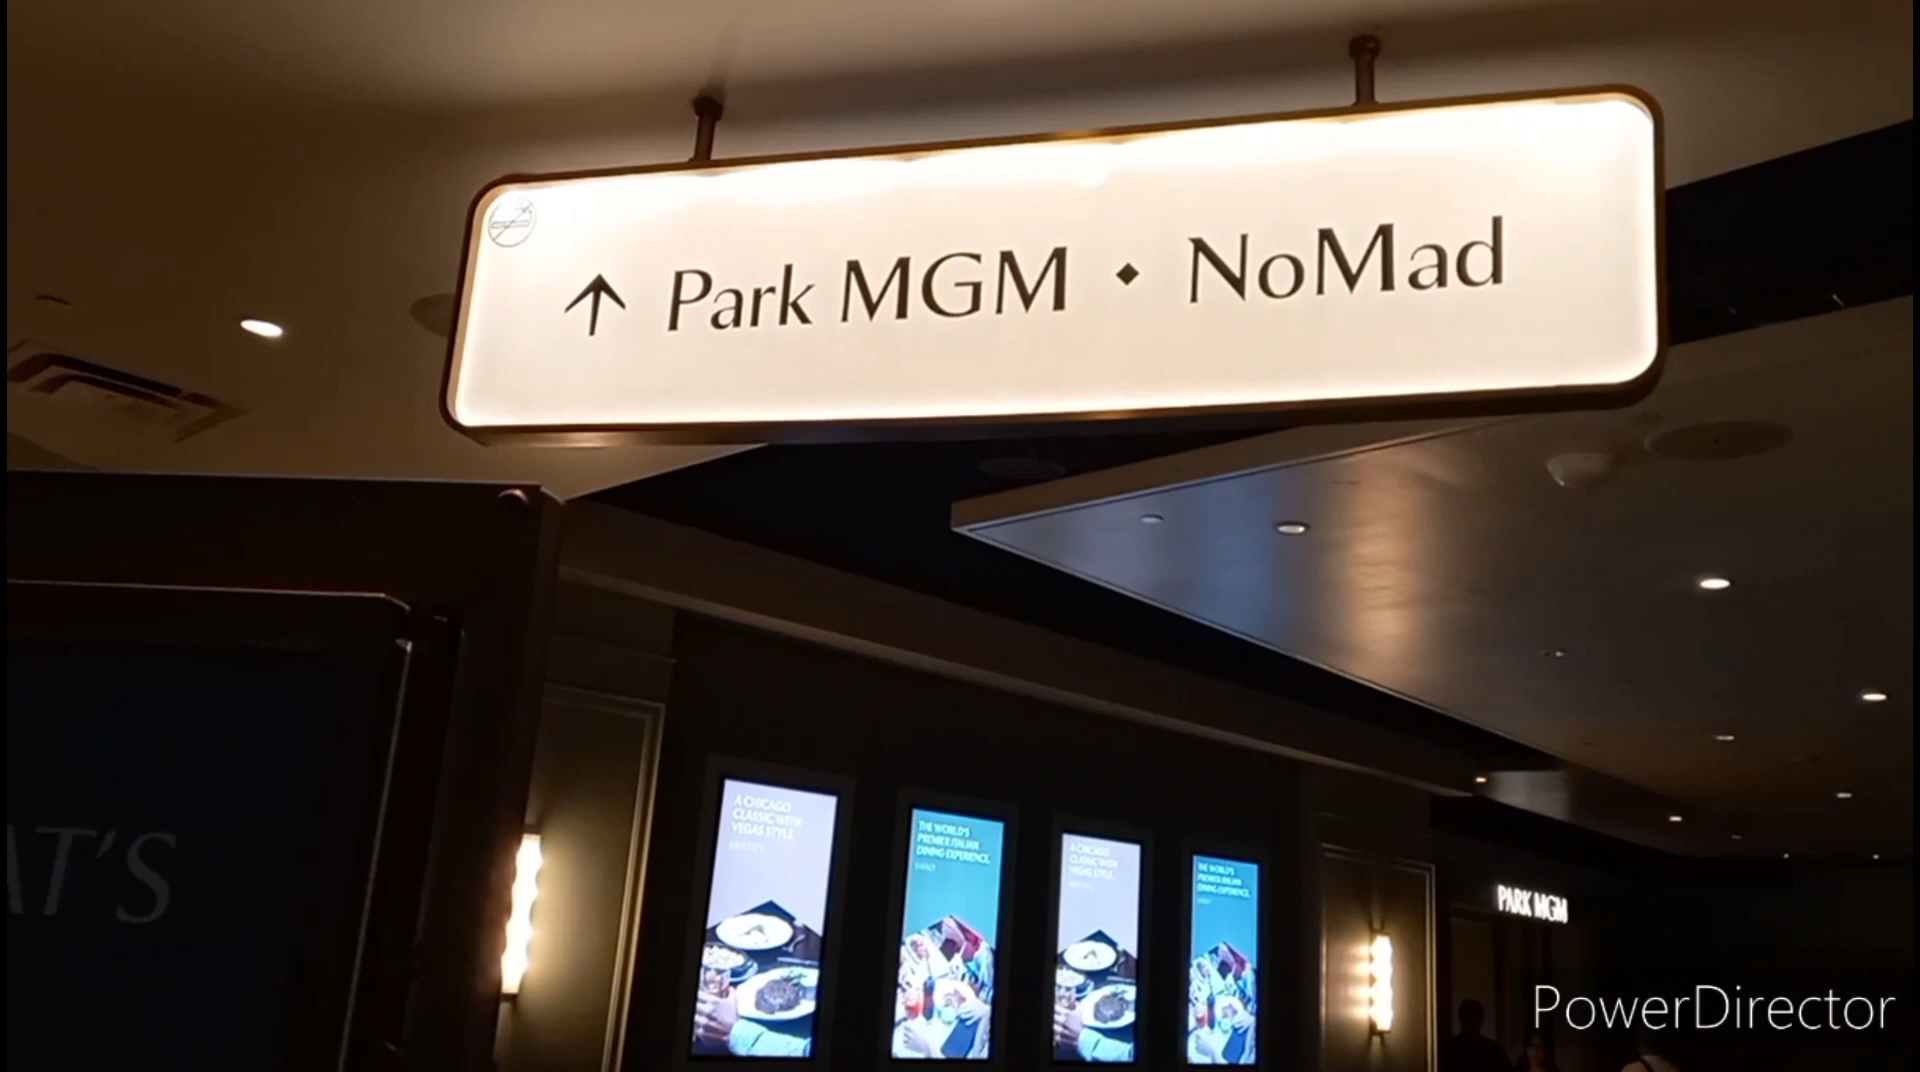 ↑ Park MGM ◆ NoMad
A CHICAGO
CLASSIC WITH
VEGAS STYLE.
THE WORLD'S
PREMIER ITALIAN
DINING EXPERIENCE.
EATALY
A CHICAGO
CLASSIC WITH
VEGAS STYLE.
THE WORLD'S
PREMIER ITALIAN
DINING EXPERIENCE.
PARK MGM
AT'S
PowerDirector